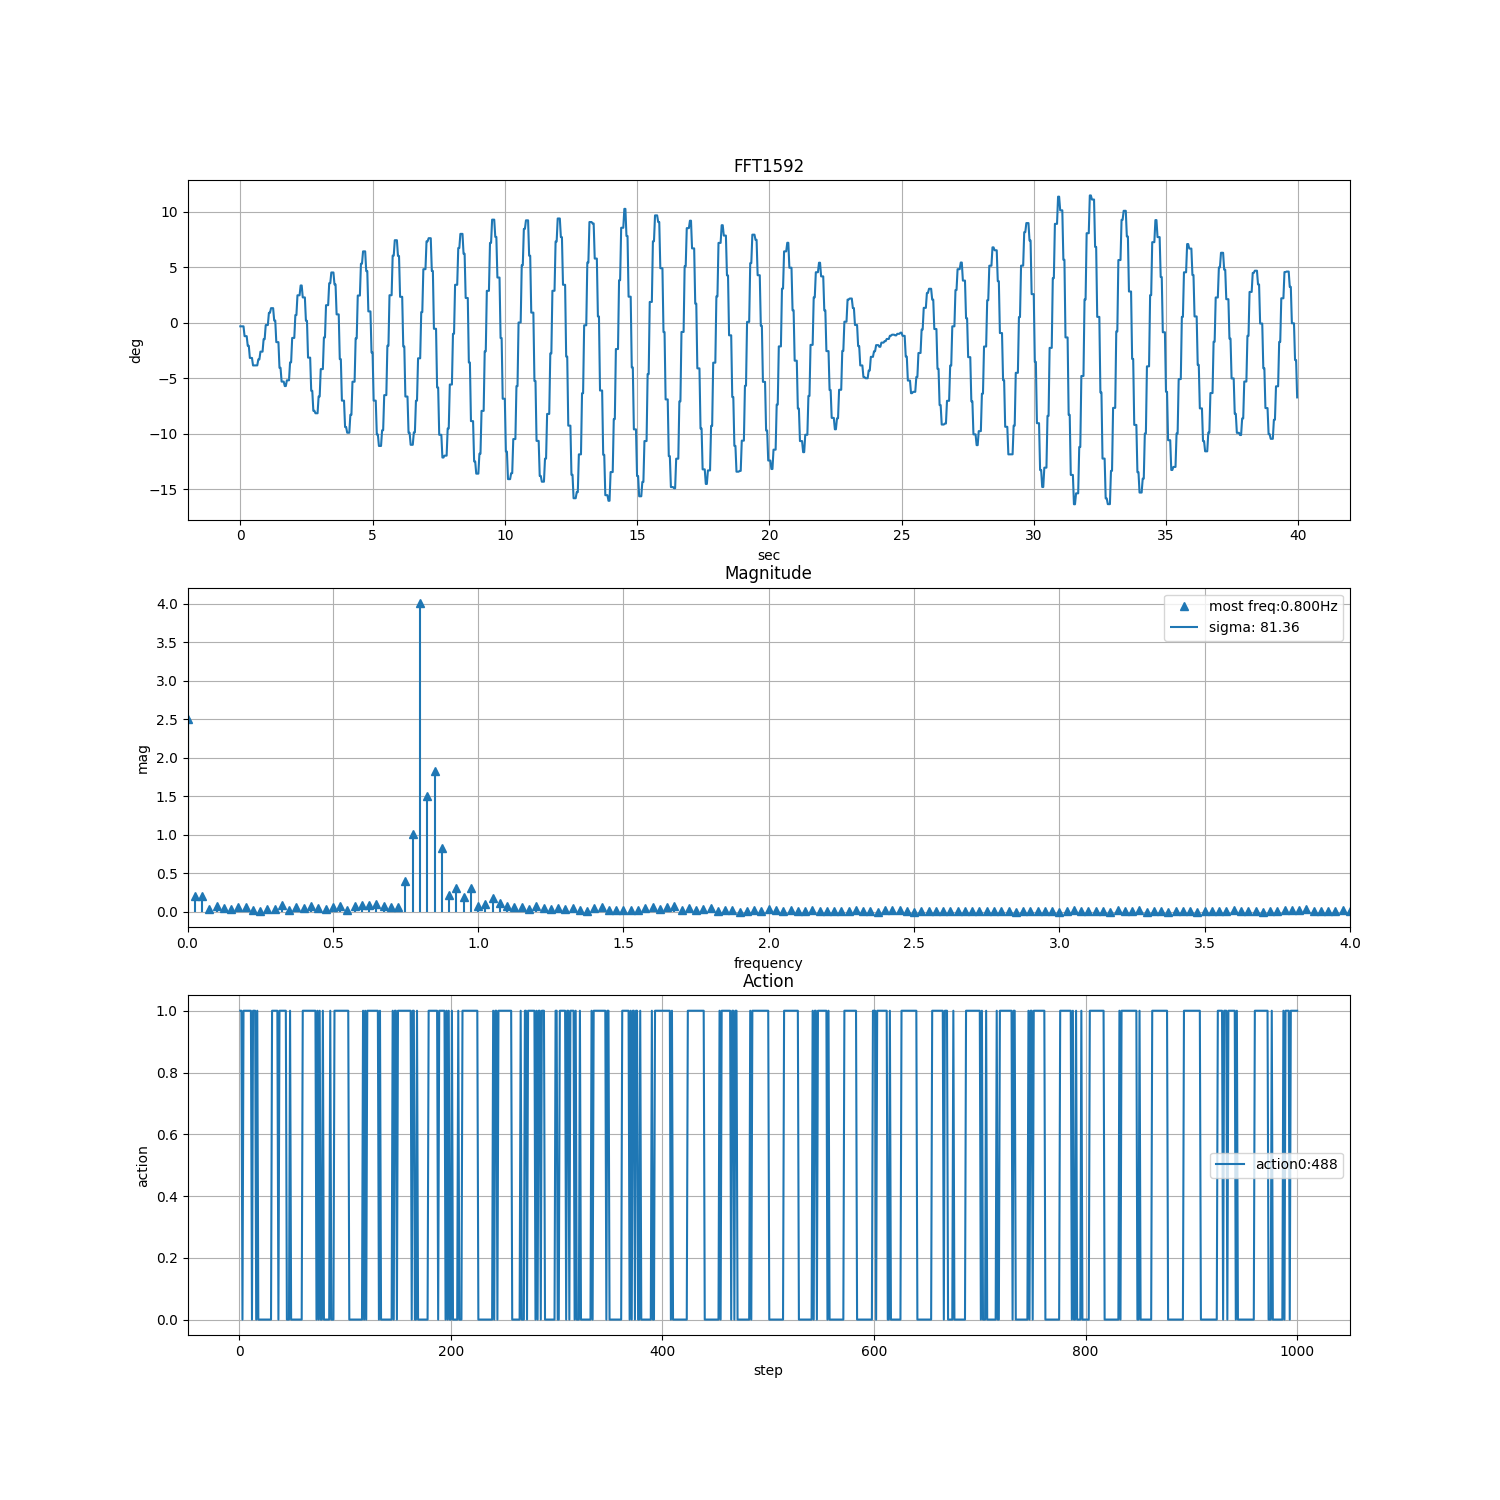 FFT1592
10
5
0
−5
−10
−15
deg
0 5 10 15 20 25 30 35 40
sec
Magnitude
4.0
3.5
3.0
2.5
2.0
1.5
1.0
0.5
0.0
mag
most freq:0.800Hz
sigma: 81.36
0.0 0.5 1.0 1.5 2.0 2.5 3.0 3.5 4.0
frequency
Action
1.0
0.8
0.6
0.4
0.2
0.0
action
action0:488
0 200 400 600 800 1000
step